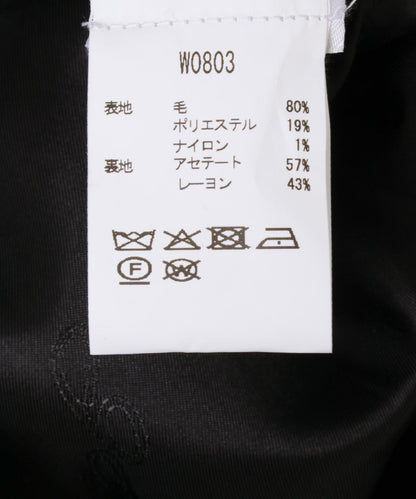 W0803
表地 毛 80%
ポリエステル 19%
ナイロン 1%
裏地 アセテート 57%
レーヨン 43%
F W